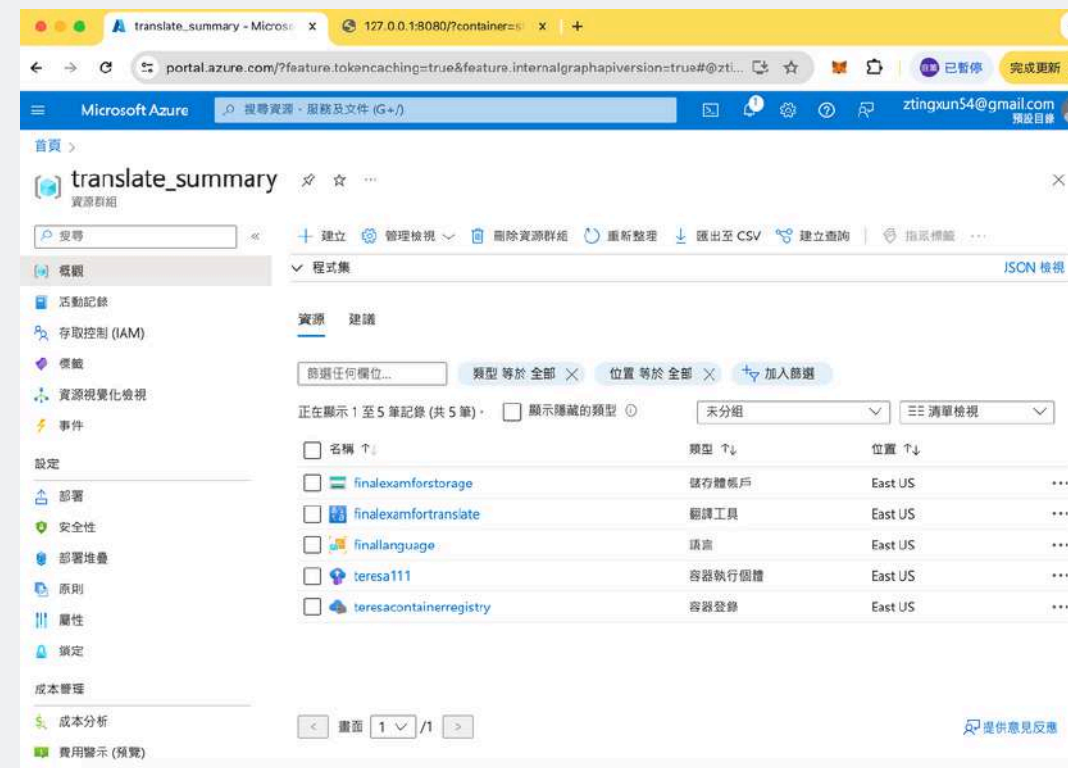 translate_summary - Micros
127.0.0.1:8080/?container=s
portal.azure.com/?feature.tokencaching=true&feature.internalgraphapiversion=true#@zti...
已暫停
完成更新
Microsoft Azure
搜尋資源、服務及文件 (G+/)
ztingxun54@gmail.com
預設目錄
首頁 >
translate_summary
資源群組
搜尋
建立
管理檢視
刪除資源群組
重新整理
匯出至 CSV
建立查詢
指派標籤
概觀
程式集
JSON 檢視
活動記錄
存取控制 (IAM)
標籤
資源視覺化檢視
事件
設定
部署
安全性
部署堆疊
原則
屬性
鎖定
成本管理
成本分析
費用警示 (預覽)
資源
建議
篩選任何欄位...
類型 等於 全部
位置 等於 全部
加入篩選
正在顯示 1 至 5 筆記錄 (共 5 筆)。
顯示隱藏的類型
未分組
清單檢視
名稱 類型 位置
finalexamforstorage 儲存體帳戶 East US
finalexamfortranslate 翻譯工具 East US
finallanguage 語言 East US
teresa111 容器執行個體 East US
teresacontainerregistry 容器登錄 East US
< 畫面 1 /1 >
提供意見反應